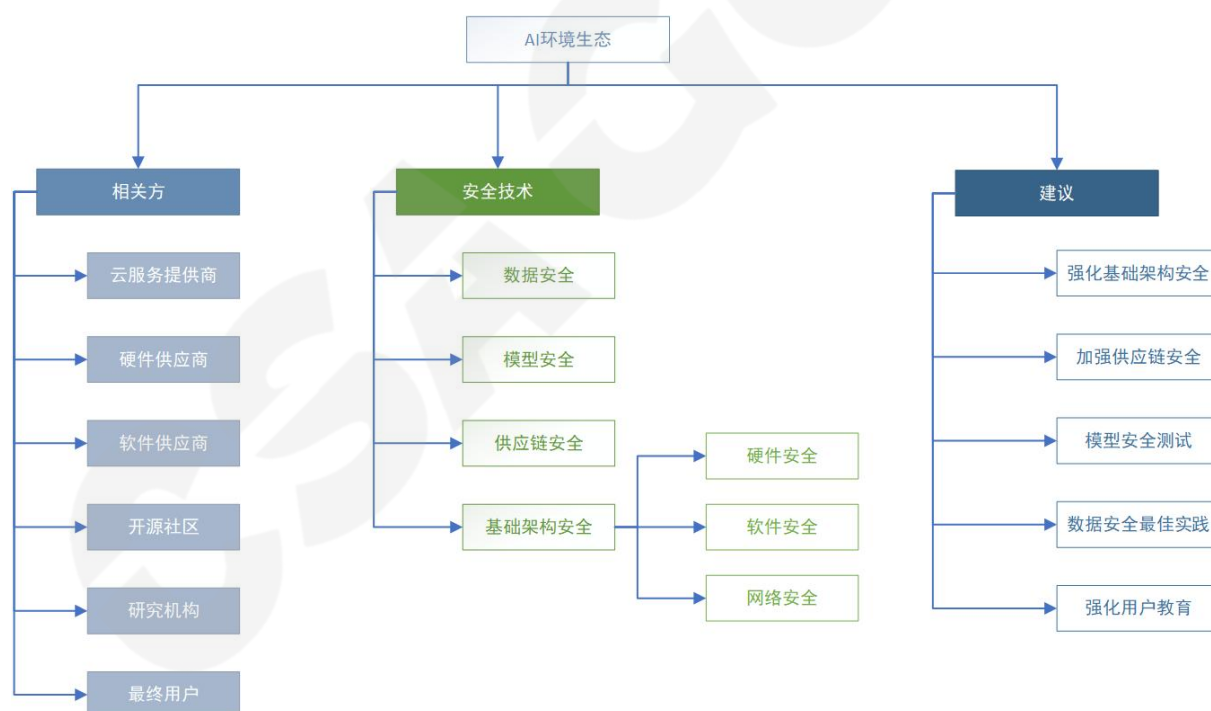 AI环境生态
相关方
云服务提供商
硬件供应商
软件供应商
开源社区
研究机构
最终用户
安全技术
数据安全
模型安全
供应链安全
基础架构安全
硬件安全
软件安全
网络安全
建议
强化基础架构安全
加强供应链安全
模型安全测试
数据安全最佳实践
强化用户教育